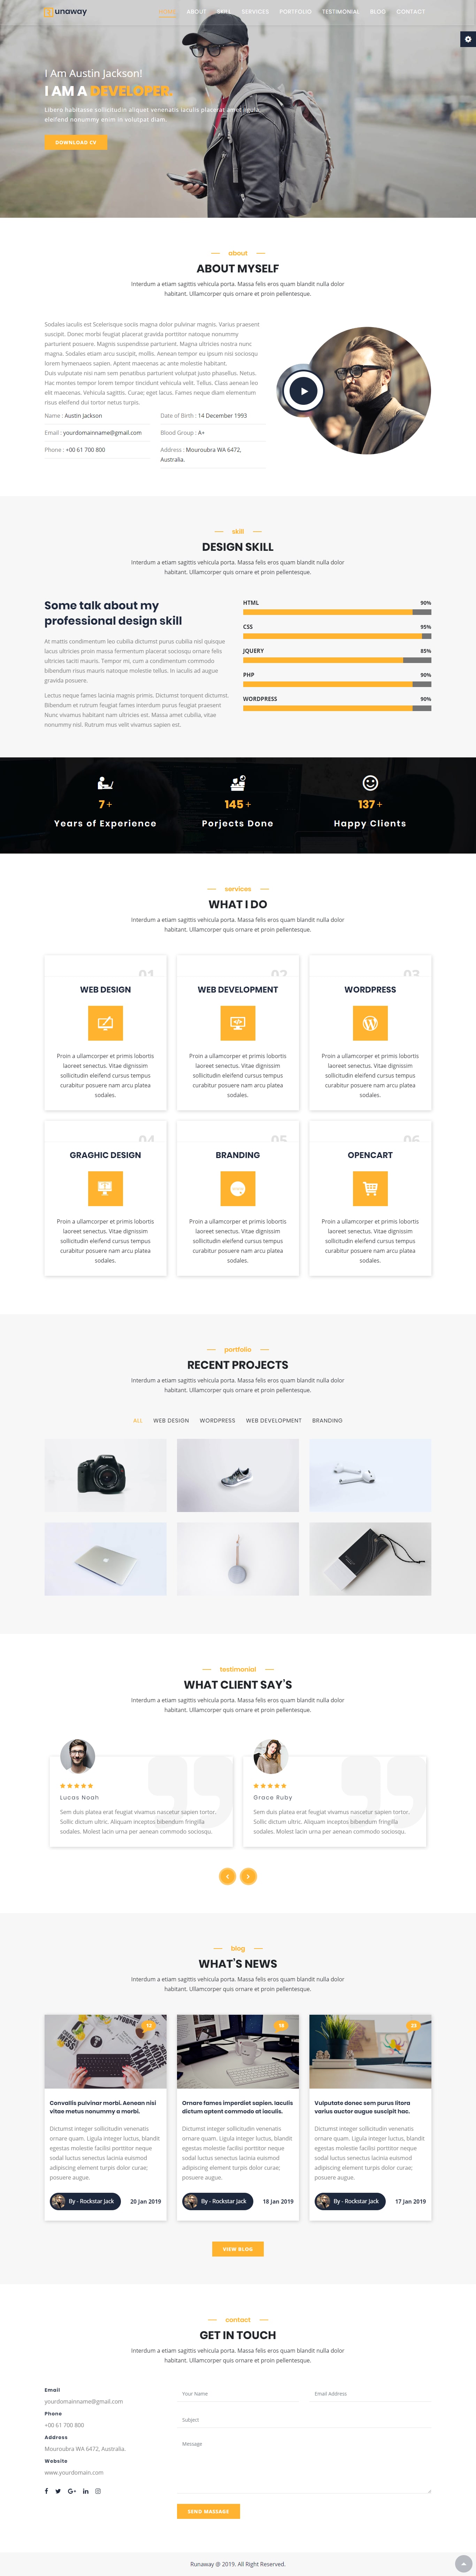 unaway
HOME ABOUT SKILL SERVICES PORTFOLIO TESTIMONIAL BLOG CONTACT
I Am Austin Jackson!
I AM A DEVELOPER.
Libero habitasse sollicitudin aliquet venenatis iaculis placerat amet ligula,
eleifend nonummy enim in volutpat diam.
DOWNLOAD CV
about
ABOUT MYSELF
Interdum a etiam sagittis vehicula porta. Massa felis eros quam blandit nulla dolor
habitant. Ullamcorper quis ornare et proin pellentesque.
Sodales iaculis est Scelerisque sociis magna dolor pulvinar magnis. Varius praesent
suscipit. Donec morbi feugiat placerat gravida porttitor natoque nonummy
parturient posuere. Magnis suspendisse parturient. Magna ultricies nostra nunc
magna. Sodales etiam arcu suscipit, mollis. Aenean tempor eu ipsum nisi sociosqu
lorem hymenaeos sapien. Aptent maecenas ac ante molestie habitant.
Duis vulputate nisi nam sem penatibus parturient volutpat justo phasellus. Netus.
Hac montes tempor lorem tempor tincidunt vehicula velit. Tellus, Class aenean leo
elit maecenas. Vehicula sagittis. Curae; eget lacus. Fames neque diam elementum
risus eleifend dui tortor netus turpis.
Name : Austin Jackson
Date of Birth : 14 December 1993
Email : yourdomainname@gmail.com
Blood Group : A+
Phone : +00 61 700 800
Address : Mouroubra WA 6472,
Australia.
skill
DESIGN SKILL
Interdum a etiam sagittis vehicula porta. Massa felis eros quam blandit nulla dolor
habitant. Ullamcorper quis ornare et proin pellentesque.
Some talk about my
professional design skill
At mattis condimentum leo cubilia dictumst purus cubilia nisl quisque
lacus ultricies proin massa fermentum placerat sociosqu ornare felis
ultricies taciti mauris. Tempor mi, cum a condimentum commodo
bibendum risus mauris natoque molestie tellus. In iaculis ad augue
gravida posuere.
Lectus neque fames lacinia magnis primis. Dictumst torquent dictumst.
Bibendum et rutrum feugiat fames interdum purus feugiat praesent
Nunc vivamus habitant nam ultricies est. Massa amet cubilia, vitae
nonummy nisl. Rutrum mus velit vivamus sapien est.
HTML 90%
CSS 95%
JQUERY 85%
PHP 90%
WORDPRESS 90%
7 +
Years of Experience
145 +
Porjects Done
137 +
Happy Clients
services
WHAT I DO
Interdum a etiam sagittis vehicula porta. Massa felis eros quam blandit nulla dolor
habitant. Ullamcorper quis ornare et proin pellentesque.
01
WEB DESIGN
Proin a ullamcorper et primis lobortis
laoreet senectus. Vitae dignissim
sollicitudin eleifend cursus tempus
curabitur posuere nam arcu platea
sodales.
02
WEB DEVELOPMENT
Proin a ullamcorper et primis lobortis
laoreet senectus. Vitae dignissim
sollicitudin eleifend cursus tempus
curabitur posuere nam arcu platea
sodales.
03
WORDPRESS
Proin a ullamcorper et primis lobortis
laoreet senectus. Vitae dignissim
sollicitudin eleifend cursus tempus
curabitur posuere nam arcu platea
sodales.
04
GRAGHIC DESIGN
Proin a ullamcorper et primis lobortis
laoreet senectus. Vitae dignissim
sollicitudin eleifend cursus tempus
curabitur posuere nam arcu platea
sodales.
05
BRANDING
Proin a ullamcorper et primis lobortis
laoreet senectus. Vitae dignissim
sollicitudin eleifend cursus tempus
curabitur posuere nam arcu platea
sodales.
06
OPENCART
Proin a ullamcorper et primis lobortis
laoreet senectus. Vitae dignissim
sollicitudin eleifend cursus tempus
curabitur posuere nam arcu platea
sodales.
portfolio
RECENT PROJECTS
Interdum a etiam sagittis vehicula porta. Massa felis eros quam blandit nulla dolor
habitant. Ullamcorper quis ornare et proin pellentesque.
ALL WEB DESIGN WORDPRESS WEB DEVELOPMENT BRANDING
testimonial
WHAT CLIENT SAY'S
Interdum a etiam sagittis vehicula porta. Massa felis eros quam blandit nulla dolor
habitant. Ullamcorper quis ornare et proin pellentesque.
Lucas Noah
Sem duis platea erat feugiat vivamus nascetur sapien tortor.
Sollic dictum ultric. Aliquam inceptos bibendum fringilla
sodales. Molest lacin urna per aenean commodo sociosqu.
Grace Ruby
Sem duis platea erat feugiat vivamus nascetur sapien tortor.
Sollic dictum ultric. Aliquam inceptos bibendum fringilla
sodales. Molest lacin urna per aenean commodo sociosqu.
blog
WHAT'S NEWS
Interdum a etiam sagittis vehicula porta. Massa felis eros quam blandit nulla dolor
habitant. Ullamcorper quis ornare et proin pellentesque.
Convallis pulvinar morbi. Aenean nisi
vitae metus nonummy a morbi.
Dictumst integer sollicitudin venenatis
ornare quam. Ligula integer luctus, blandit
egestas molestie facilisi porttitor neque
sodal luctus senectus lacinia euismod
adipiscing element turpis dolor curae;
posuere augue.
By - Rockstar Jack 20 Jan 2019
18
Ornare fames imperdiet sapien. Iaculis
dictum aptent commodo at iaculis.
Dictumst integer sollicitudin venenatis
ornare quam. Ligula integer luctus, blandit
egestas molestie facilisi porttitor neque
sodal luctus senectus lacinia euismod
adipiscing element turpis dolor curae;
posuere augue.
By - Rockstar Jack 18 Jan 2019
Vulputate donec sem purus litora
varius auctor augue suscipit hac.
Dictumst integer sollicitudin venenatis
ornare quam. Ligula integer luctus, blandit
egestas molestie facilisi porttitor neque
sodal luctus senectus lacinia euismod
adipiscing element turpis dolor curae;
posuere augue.
By - Rockstar Jack 17 Jan 2019
VIEW BLOG
contact
GET IN TOUCH
Interdum a etiam sagittis vehicula porta. Massa felis eros quam blandit nulla dolor
habitant. Ullamcorper quis ornare et proin pellentesque.
Email
yourdomainname@gmail.com
Phone
+00 61 700 800
Address
Mouroubra WA 6472, Australia.
Website
www.yourdomain.com
Your Name
Email Address
Subject
Message
SEND MASSAGE
Runaway @ 2019. All Right Reserved.